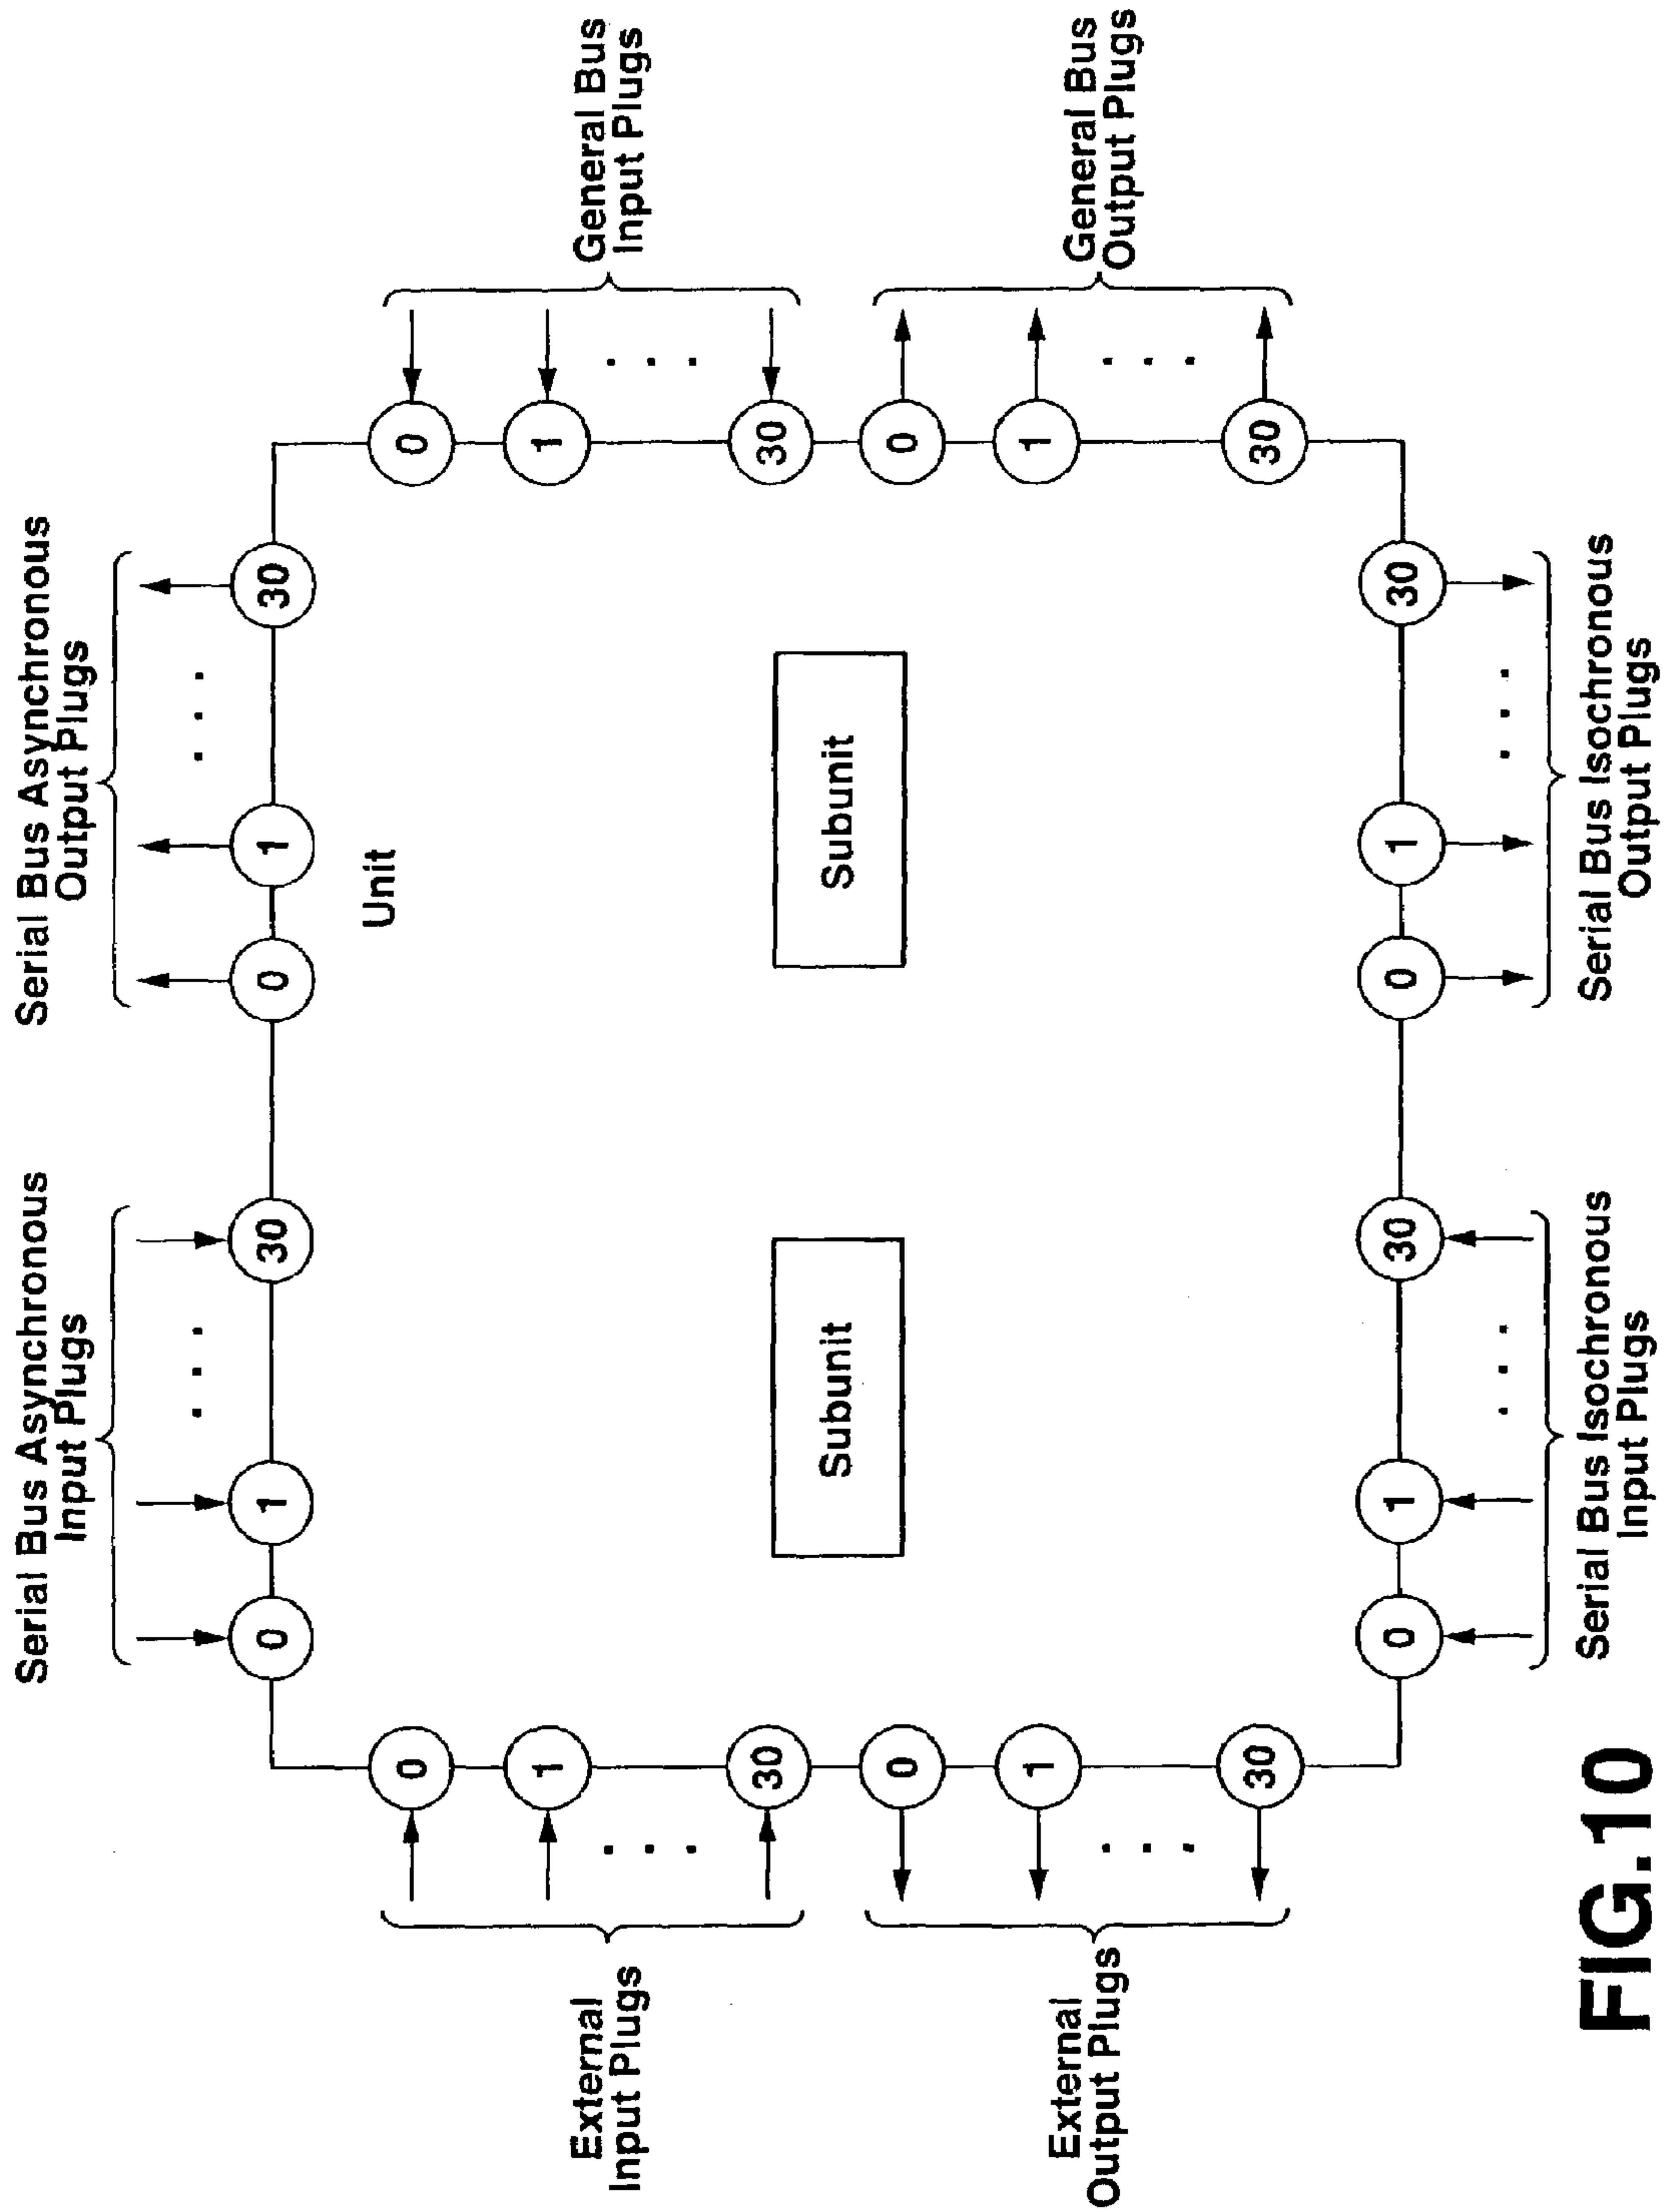 Serial Bus Asynchronous
Input Plugs
Serial Bus Asynchronous
Output Plugs
. . .
. . .
0
1
30
0
1
30
External
Input Plugs
0
1
. . .
30
External
Output Plugs
0
1
. . .
30
Unit
Subunit
Subunit
0
1
. . .
30
General Bus
Input Plugs
0
1
. . .
30
General Bus
Output Plugs
0
1
30
0
1
30
. . .
. . .
Serial Bus Isochronous
Input Plugs
Serial Bus Isochronous
Output Plugs
FIG.10